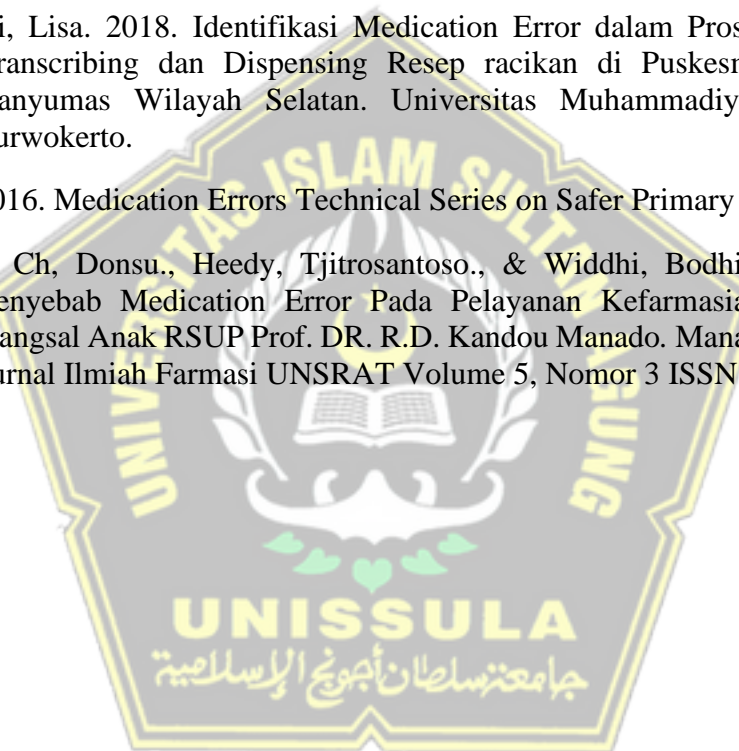 i, Lisa. 2018. Identifikasi Medication Error dalam Pros
ranscribing dan Dispensing Resep racikan di Puskesm
anyumas Wilayah Selatan. Universitas Muhammadiy
urwokerto.
016. Medication Errors Technical Series on Safer Primary
Ch, Donsu., Heedy, Tjitrosantoso., & Widdhi, Bodhi
enyebab Medication Error Pada Pelayanan Kefarmasia
angsal Anak RSUP Prof. DR. R.D. Kandou Manado. Mana
urnal Ilmiah Farmasi UNSRAT Volume 5, Nomor 3 ISSN
UNIVERSITAS ISLAM SULTAN AGUNG
UNISSULA
جامعتسلطان أجونج الإسلامية